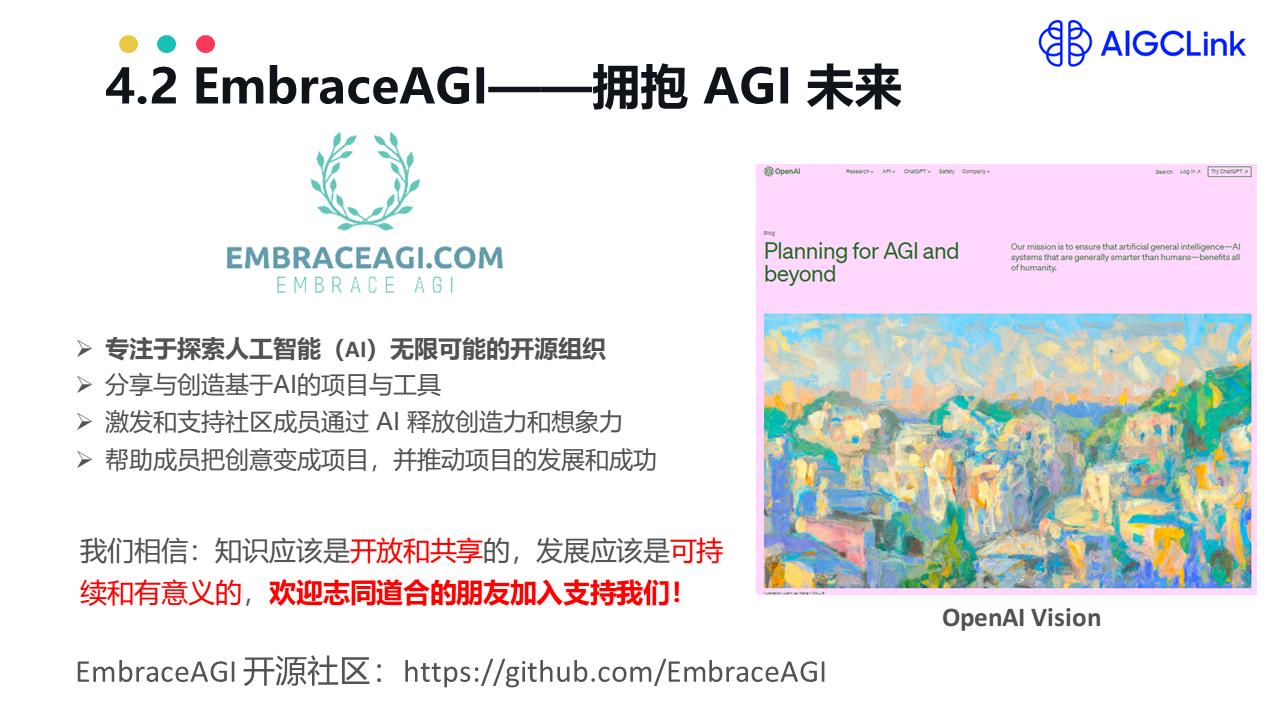 AIGCLink
4.2 EmbraceAGI——拥抱 AGI 未来
EMBRACEAGI.COM
EMBRACE AGI
➢ 专注于探索人工智能（AI）无限可能的开源组织
➢ 分享与创造基于AI的项目与工具
➢ 激发和支持社区成员通过 AI 释放创造力和想象力
➢ 帮助成员把创意变成项目，并推动项目的发展和成功
我们相信：知识应该是开放和共享的，发展应该是可持
续和有意义的，欢迎志同道合的朋友加入支持我们！
EmbraceAGI 开源社区：https://github.com/EmbraceAGI
OpenAI Research API ChatGPT Safety Company Search Log in Try ChatGPT
Blog
Planning for AGI and
beyond
Our mission is to ensure that artificial general intelligence—AI
systems that are generally smarter than humans—benefits all
of humanity.
OpenAI Vision